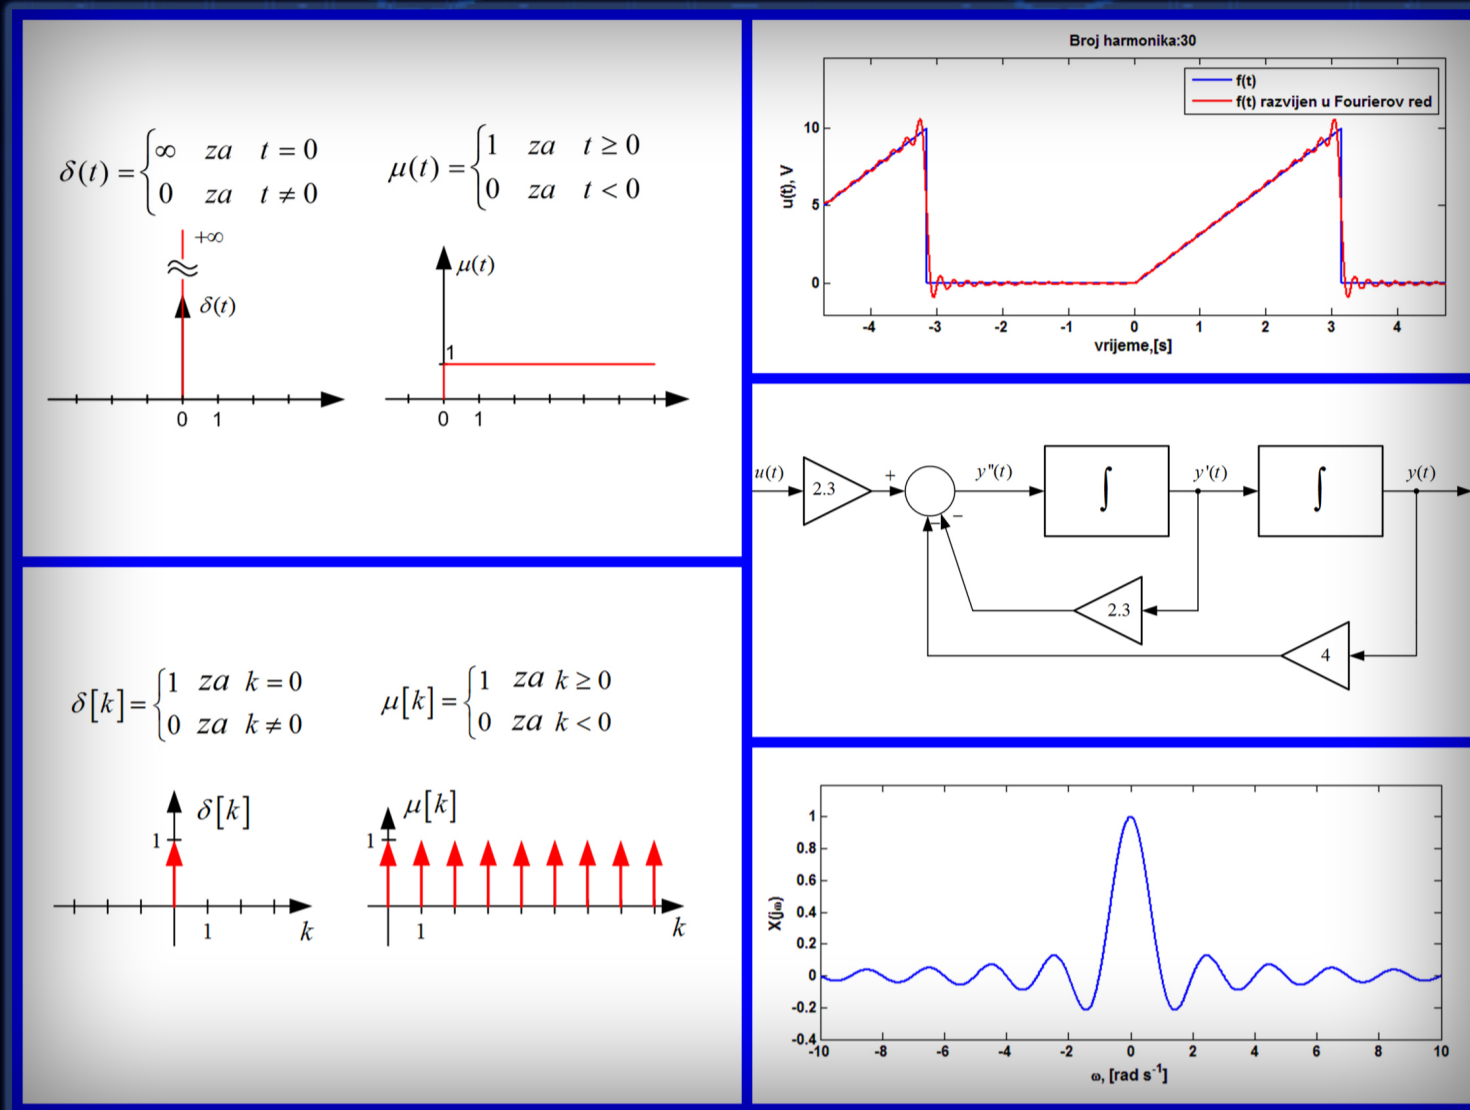 δ(t) = {∞ za t = 0
0 za t ≠ 0
μ(t) = {1 za t ≥ 0
0 za t < 0
+∞
δ(t)
0 1
μ(t)
1
0 1
δ[k] = {1 za k = 0
0 za k ≠ 0
μ[k] = {1 za k ≥ 0
0 za k < 0
δ[k]
1
1 k
μ[k]
1
1 k
Broj harmonika:30
f(t)
f(t) razvijen u Fourierov red
10
5
0
u(t), V
-4 -3 -2 -1 0 1 2 3 4
vrijeme,[s]
u(t) 2.3 + y''(t) ∫ y'(t) ∫ y(t)
− −
2.3
4
1
0.8
0.6
0.4
0.2
0
-0.2
-0.4
X(jω)
-10 -8 -6 -4 -2 0 2 4 6 8 10
ω, [rad s⁻¹]